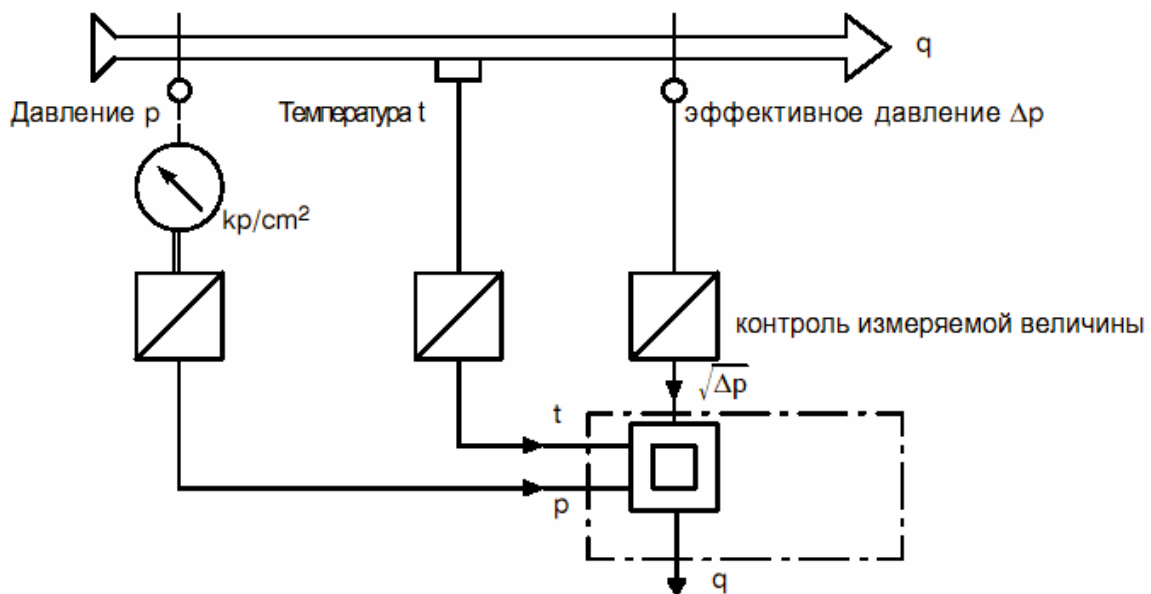 q
Давление p
Температура t
эффективное давление Δp
kp/cm²
контроль измеряемой величины
√Δp
t
p
q